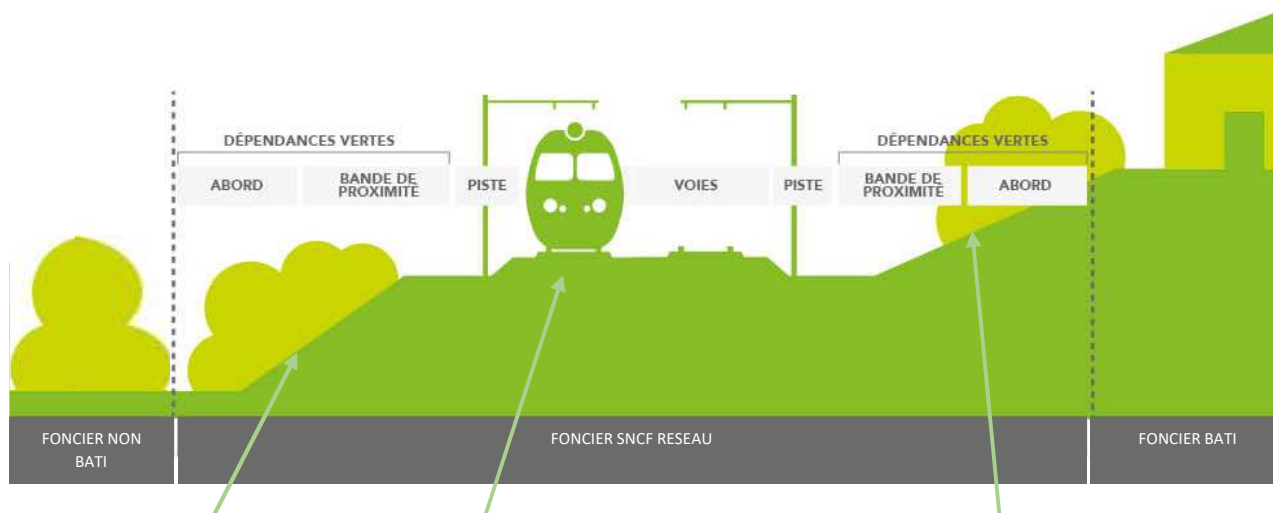 DÉPENDANCES VERTES
DÉPENDANCES VERTES
ABORD
BANDE DE
PROXIMITÉ
PISTE
VOIES
PISTE
BANDE DE
PROXIMITÉ
ABORD
FONCIER NON
BATI
FONCIER SNCF RESEAU
FONCIER BATI